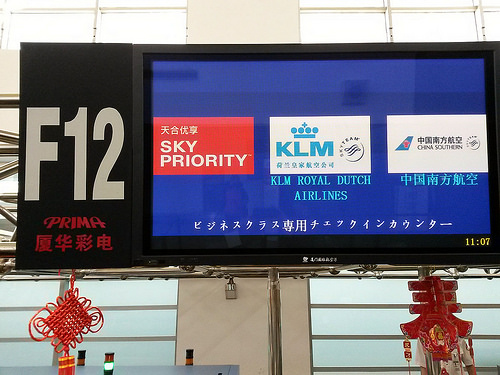 F12
PRIMA
厦华彩电
天合优享
SKY
PRIORITY
KLM
荷兰皇家航空公司
SKYTEAM
KLM ROYAL DUTCH
AIRLINES
中国南方航空
CHINA SOUTHERN
中国南方航空
ビジネスクラス専用チェックインカウンター
11:07